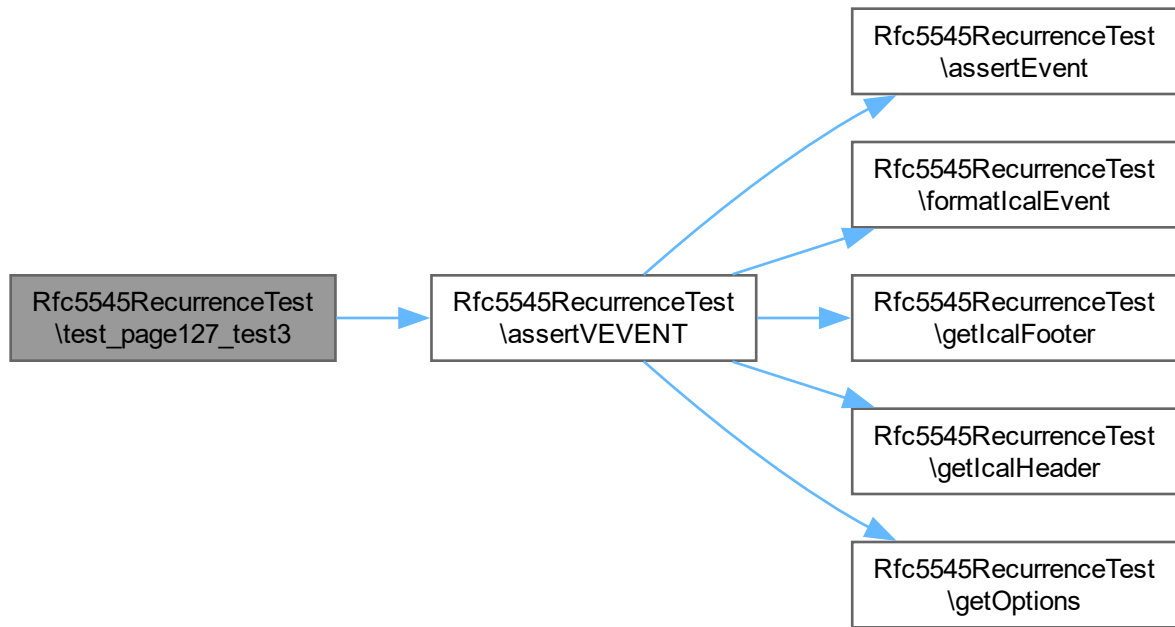 Rfc5545RecurrenceTest
\test_page127_test3
Rfc5545RecurrenceTest
\assertVEVENT
Rfc5545RecurrenceTest
\assertEvent
Rfc5545RecurrenceTest
\formatIcalEvent
Rfc5545RecurrenceTest
\getIcalFooter
Rfc5545RecurrenceTest
\getIcalHeader
Rfc5545RecurrenceTest
\getOptions